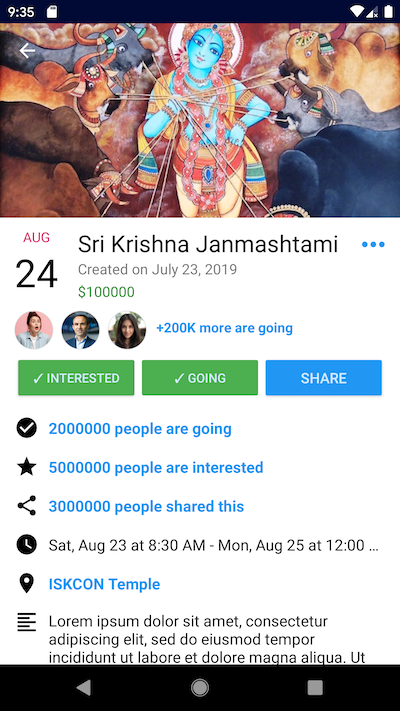 9:35
AUG
24
Sri Krishna Janmashtami
Created on July 23, 2019
$100000
+200K more are going
✓INTERESTED
✓GOING
SHARE
2000000 people are going
5000000 people are interested
3000000 people shared this
Sat, Aug 23 at 8:30 AM - Mon, Aug 25 at 12:00 ...
ISKCON Temple
Lorem ipsum dolor sit amet, consectetur
adipiscing elit, sed do eiusmod tempor
incididunt ut labore et dolore magna aliqua. Ut